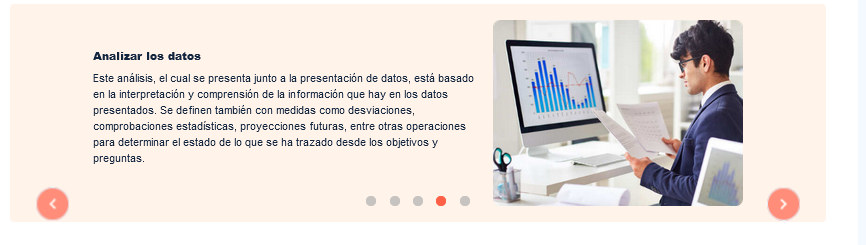 Analizar los datos
Este análisis, el cual se presenta junto a la presentación de datos, está basado
en la interpretación y comprensión de la información que hay en los datos
presentados. Se definen también con medidas como desviaciones,
comprobaciones estadísticas, proyecciones futuras, entre otras operaciones
para determinar el estado de lo que se ha trazado desde los objetivos y
preguntas.